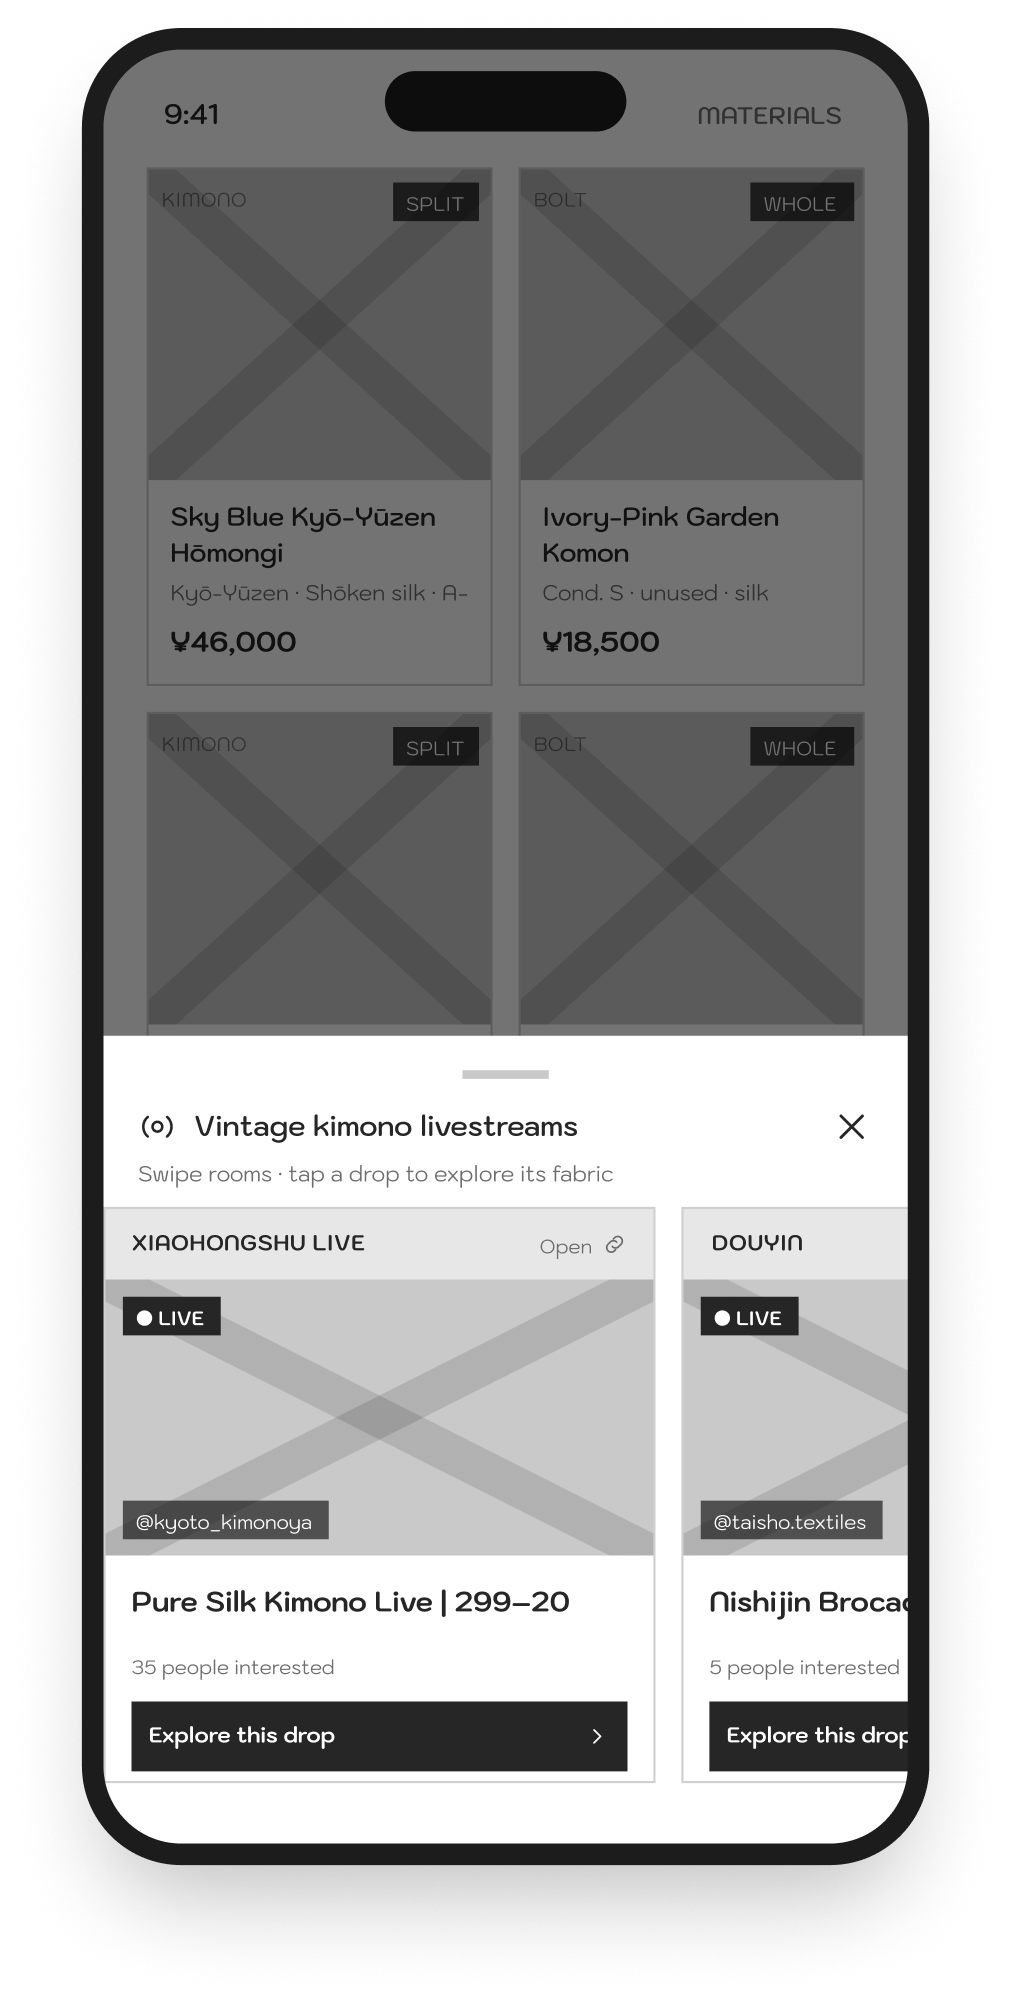 9:41
MATERIALS
KIMONO
SPLIT
BOLT
WHOLE
Sky Blue Kyō-Yūzen
Hōmongi
Kyō-Yūzen · Shōken silk · A-
¥46,000
Ivory-Pink Garden
Komon
Cond. S · unused · silk
¥18,500
KIMONO
SPLIT
BOLT
WHOLE
Vintage kimono livestreams
Swipe rooms · tap a drop to explore its fabric
XIAOHONGSHU LIVE
Open
LIVE
@kyoto_kimonoya
Pure Silk Kimono Live | 299–20
35 people interested
Explore this drop
DOUYIN
LIVE
@taisho.textiles
Nishijin Brocad
5 people interested
Explore this drop